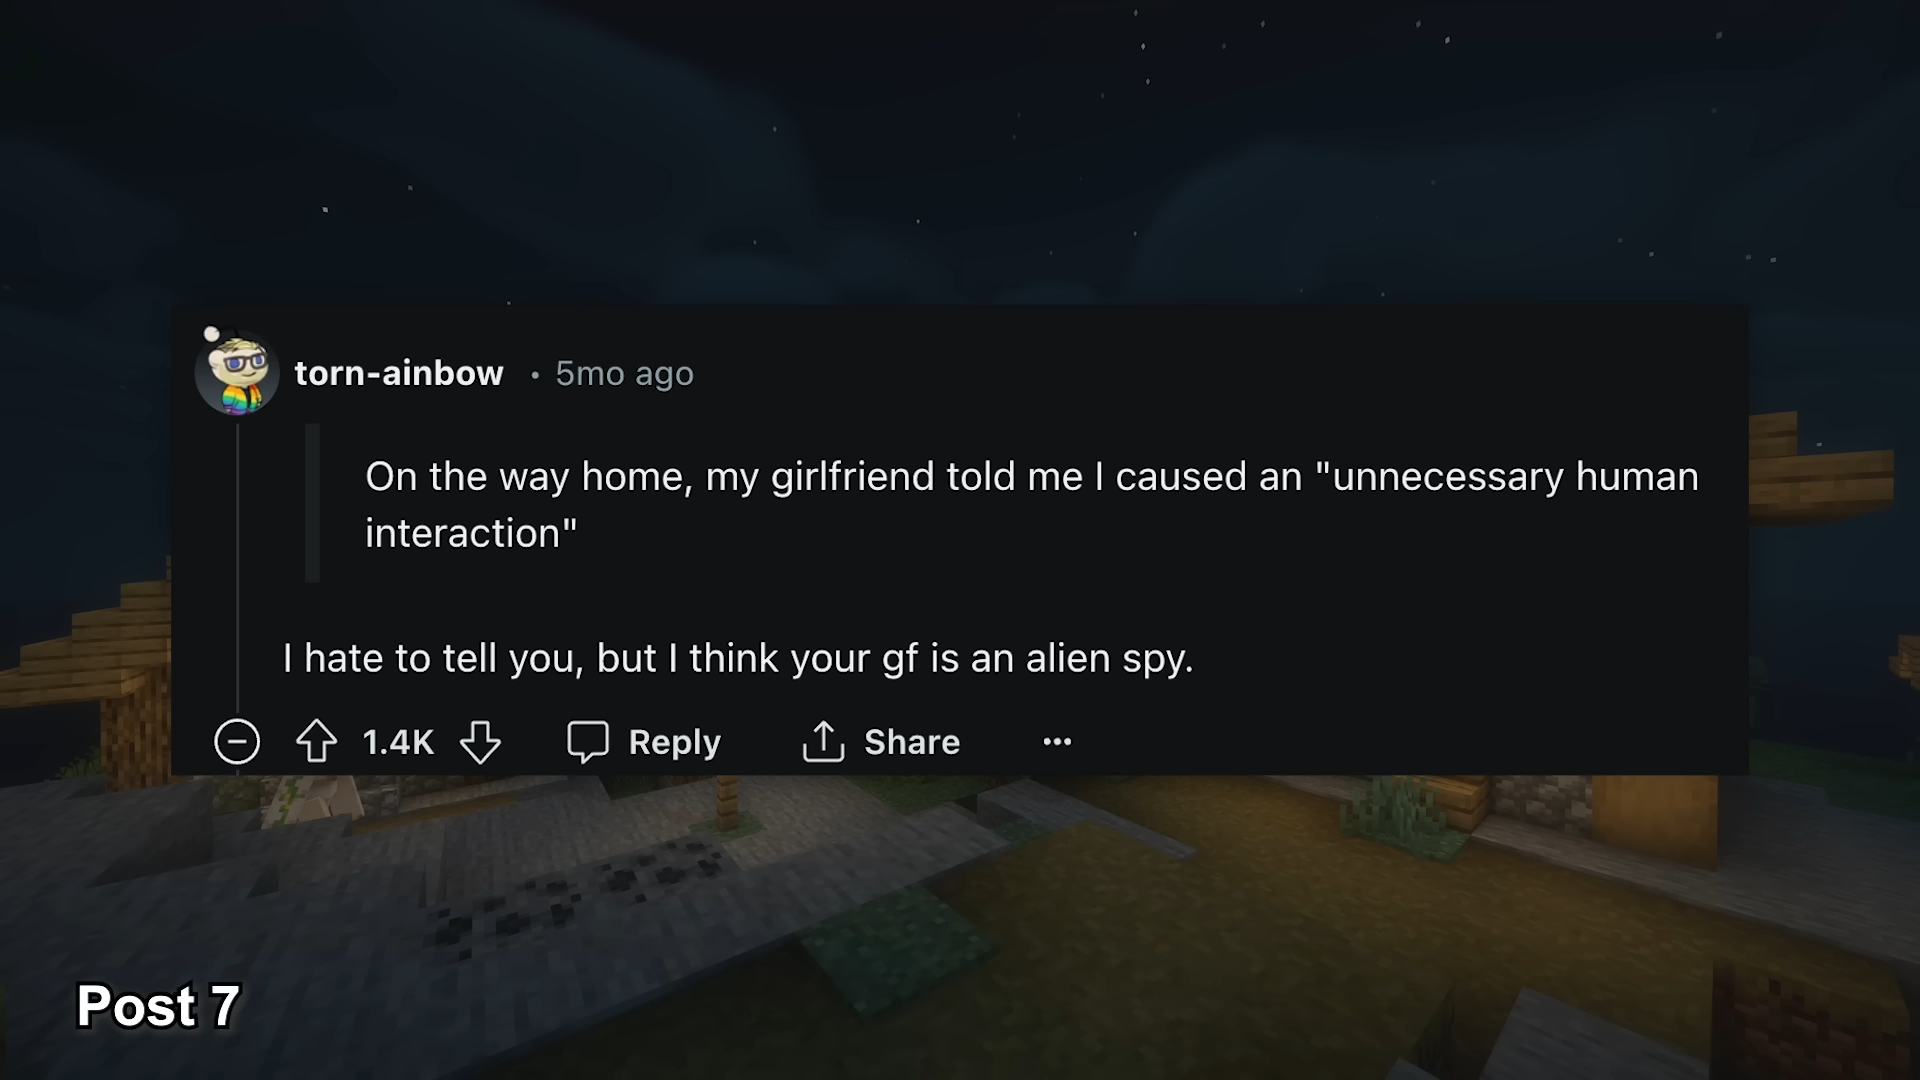 torn-ainbow • 5mo ago
On the way home, my girlfriend told me I caused an "unnecessary human
interaction"
I hate to tell you, but I think your gf is an alien spy.
1.4K Reply Share ...
Post 7